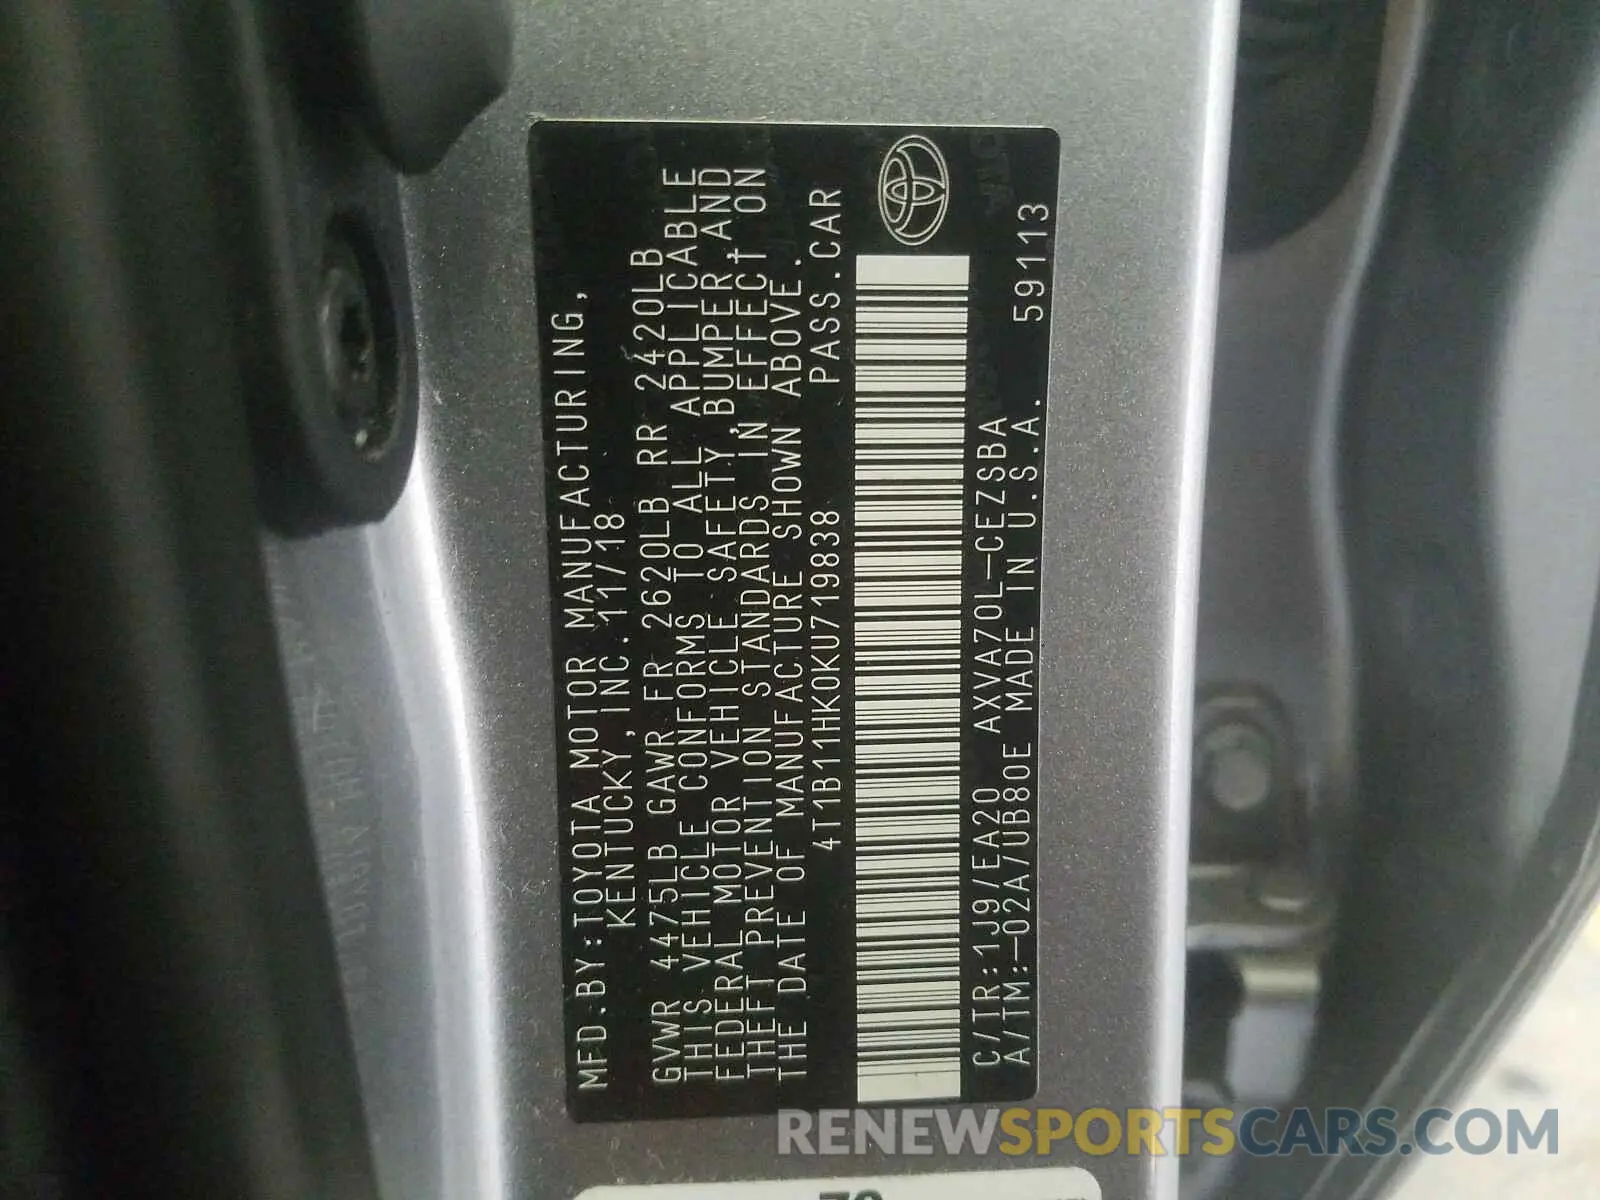 MFD.BY:TOYOTA MOTOR MANUFACTURING,
KENTUCKY, INC. 11/18
GVWR 4475LB GAWR FR 2620LB RR 2420LB
THIS VEHICLE CONFORMS TO ALL APPLICABLE
FEDERAL MOTOR VEHICLE SAFETY,BUMPER,AND
THEFT PREVENTION STANDARDS IN EFFECT ON
THE DATE OF MANUFACTURE SHOWN ABOVE.
4T1B11HK0KU719838 PASS.CAR
C/TR:1J9/EA20 AXVA70L-CEZSBA
A/TM:-02A/UB80E MADE IN U.S.A. 59113
RENEWSPORTSCARS.COM